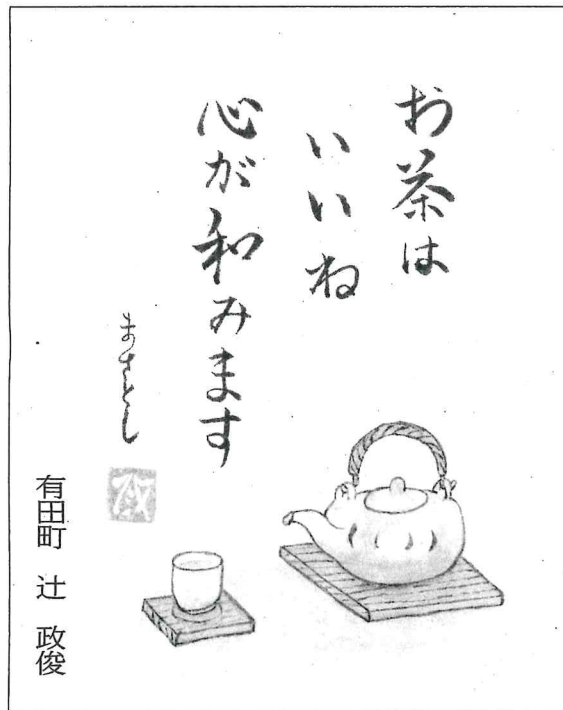 お茶は
いいね
心が和みます
まさとし
有田町 辻 政俊